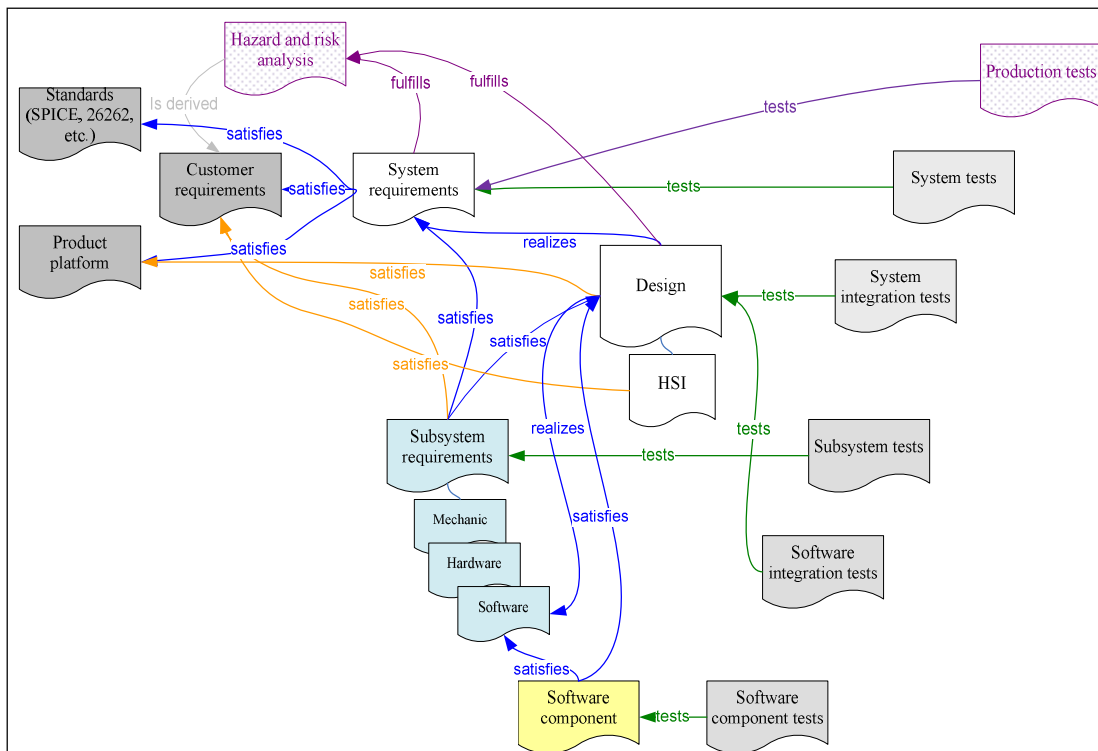 Hazard and risk
analysis
fulfills
fulfills
Production tests
Standards
(SPICE, 26262,
etc.)
Is derived
tests
satisfies
Customer
requirements
satisfies
System
requirements
tests
System tests
Product
platform
satisfies
realizes
satisfies
Design
tests
System
integration tests
satisfies
satisfies
satisfies
satisfies
HSI
Subsystem
requirements
realizes
tests
tests
Subsystem tests
Mechanic
satisfies
Hardware
Software
integration tests
Software
satisfies
Software
component
tests
Software
component tests